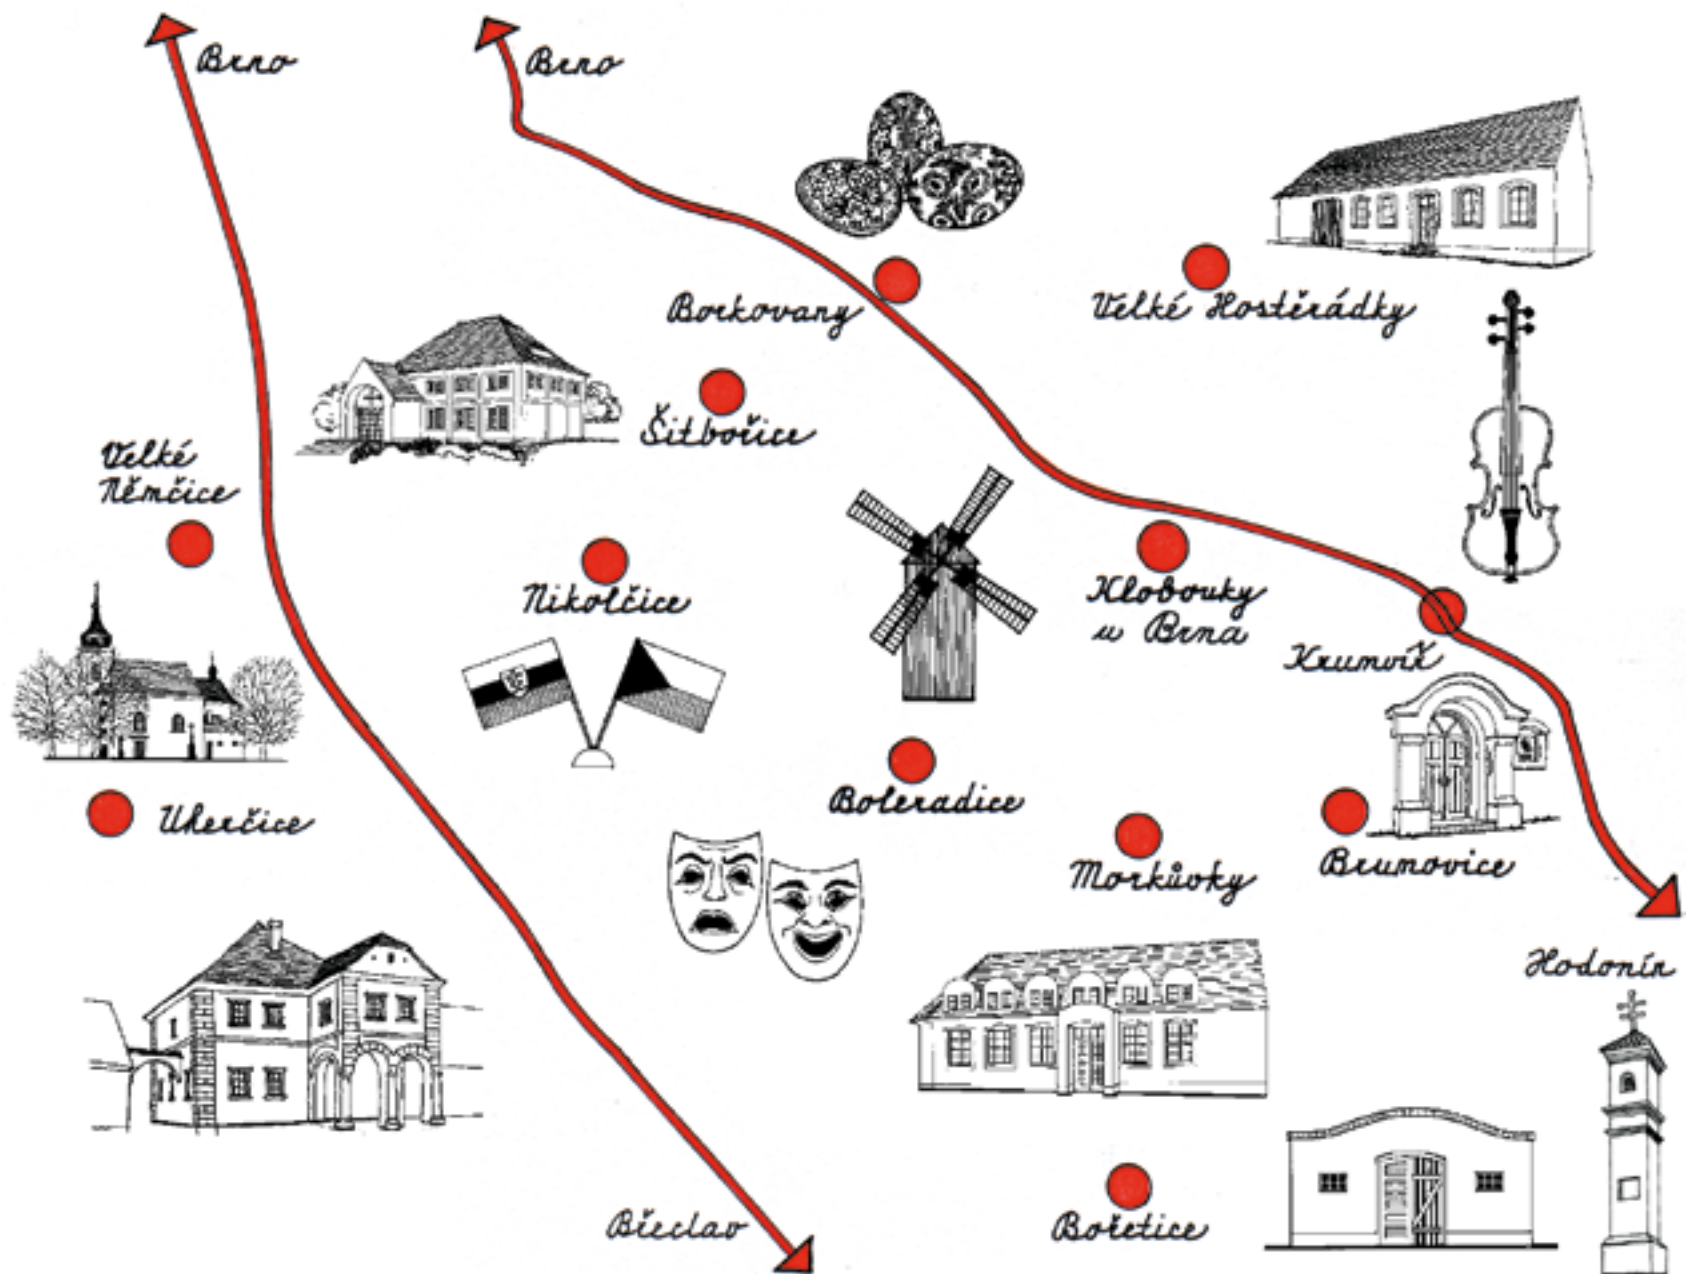 Brno
Brno
Borkovany
Velké Hostěrádky
Šitbořice
Velké
Němčice
Nikolčice
Klobouky
u Brna
Krumvíř
Boleradice
Uherčice
Morkůvky
Brumovice
Hodonín
Břeclav
Bořetice